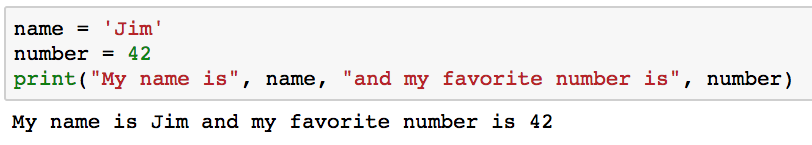 name = 'Jim'
number = 42
print("My name is", name, "and my favorite number is", number)
My name is Jim and my favorite number is 42